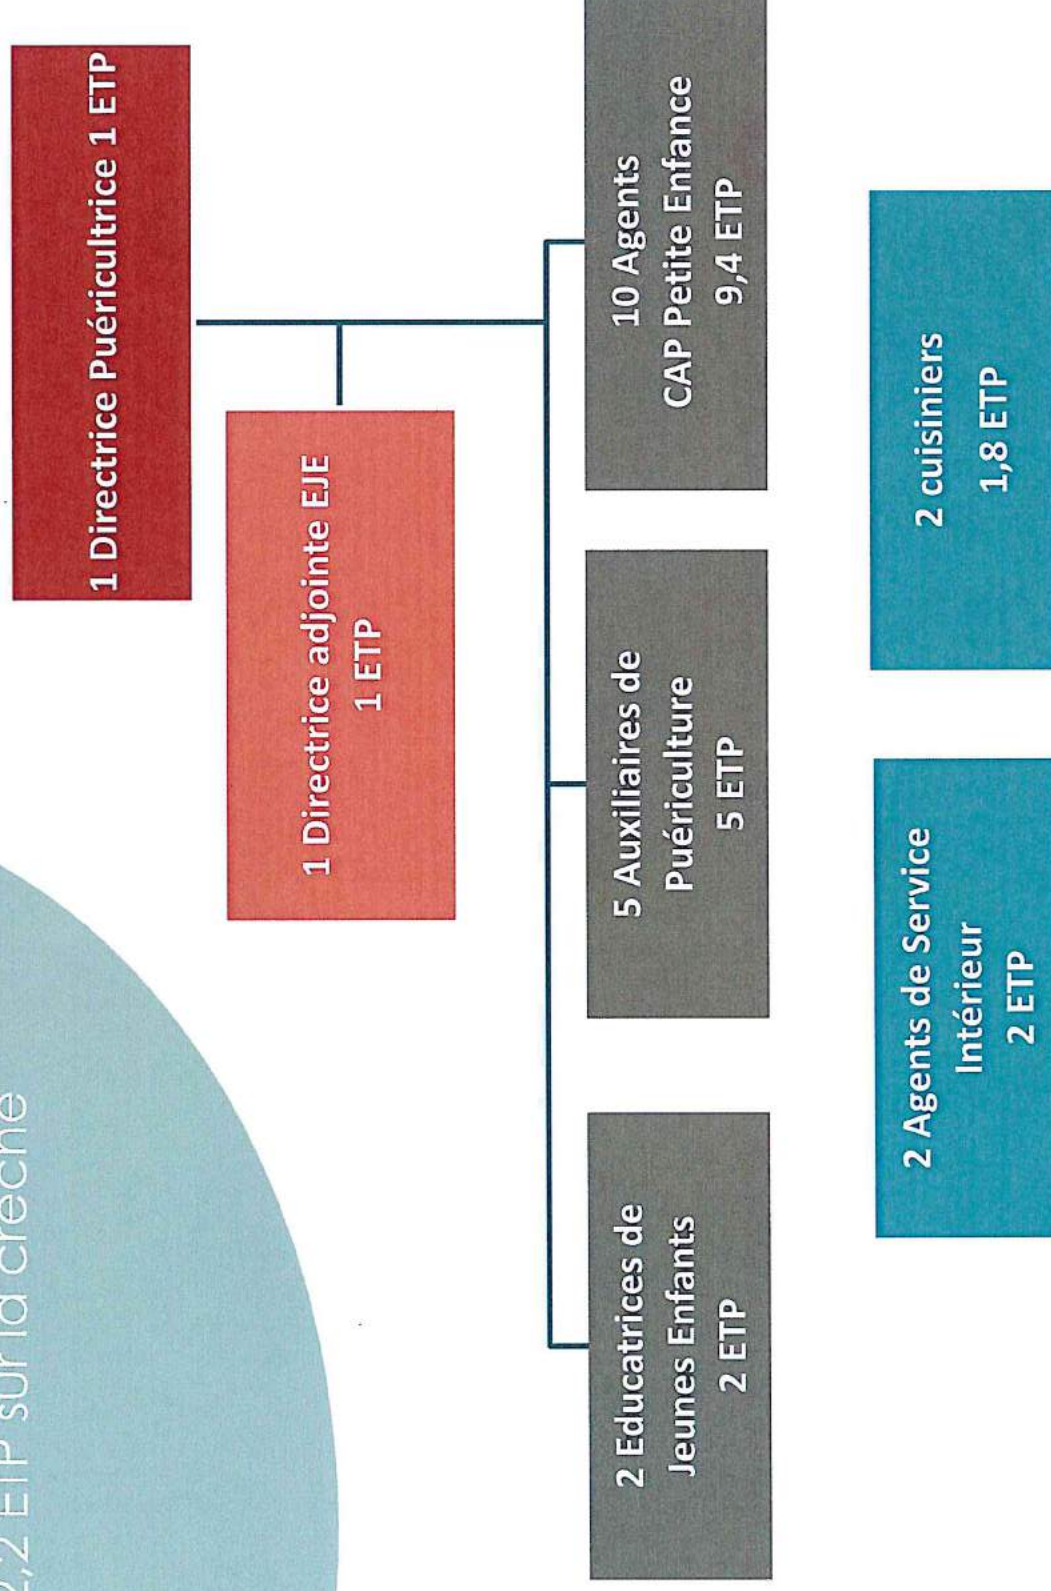 2,2 ETP sur la crèche
1 Directrice Puéricultrice 1 ETP
1 Directrice adjointe EJE
1 ETP
2 Educatrices de
Jeunes Enfants
2 ETP
5 Auxiliaires de
Puériculture
5 ETP
10 Agents
CAP Petite Enfance
9,4 ETP
2 Agents de Service
Intérieur
2 ETP
2 cuisiniers
1,8 ETP